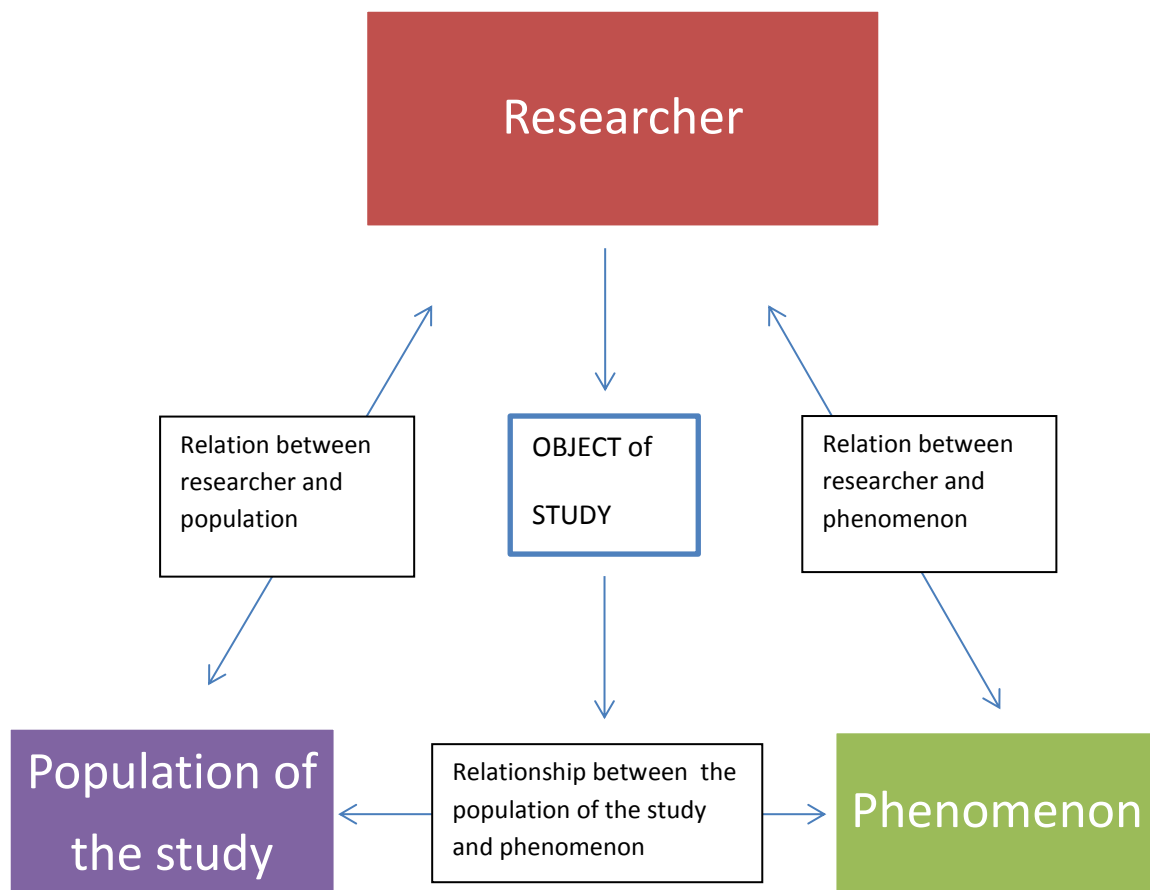 Researcher
Relation between
researcher and
population
OBJECT of
STUDY
Relation between
researcher and
phenomenon
Population of
the study
Relationship between  the
population of the study
and phenomenon
Phenomenon